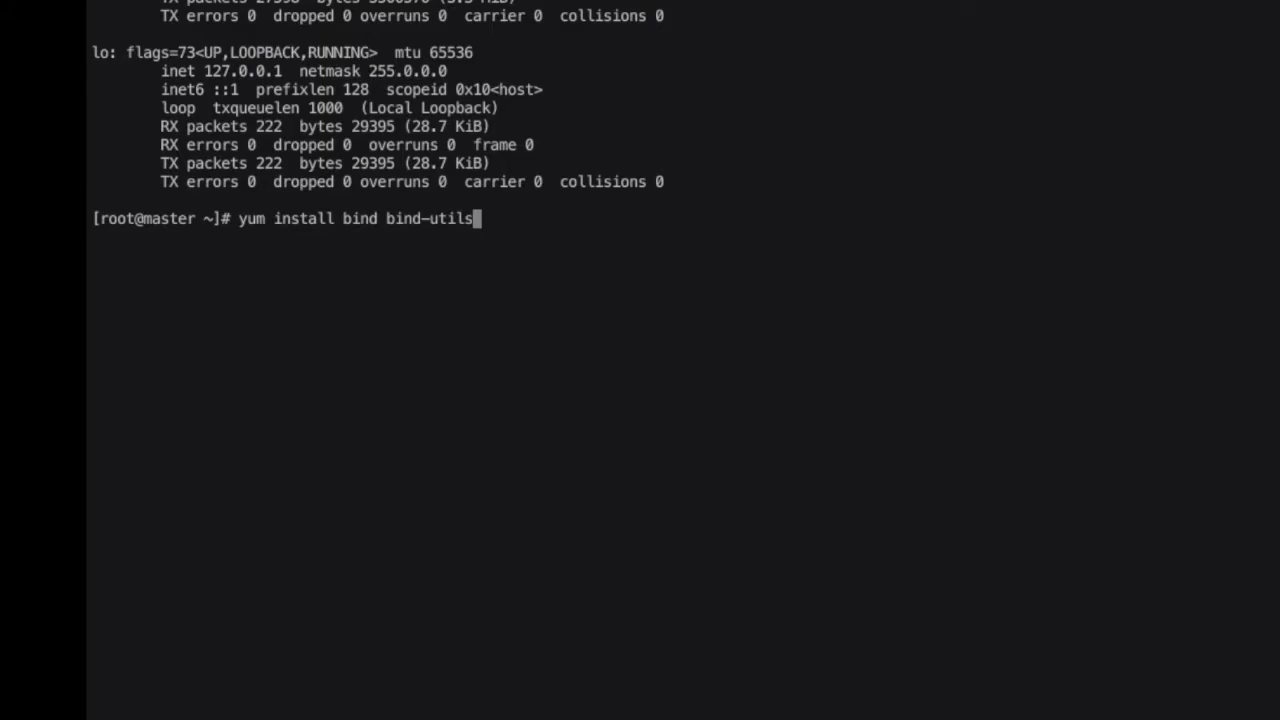 TX errors 0  dropped 0 overruns 0  carrier 0  collisions 0
lo: flags=73<UP,LOOPBACK,RUNNING>  mtu 65536
inet 127.0.0.1  netmask 255.0.0.0
inet6 ::1  prefixlen 128  scopeid 0x10<host>
loop  txqueuelen 1000  (Local Loopback)
RX packets 222  bytes 29395 (28.7 KiB)
RX errors 0  dropped 0  overruns 0  frame 0
TX packets 222  bytes 29395 (28.7 KiB)
TX errors 0  dropped 0 overruns 0  carrier 0  collisions 0
[root@master ~]# yum install bind bind-utils